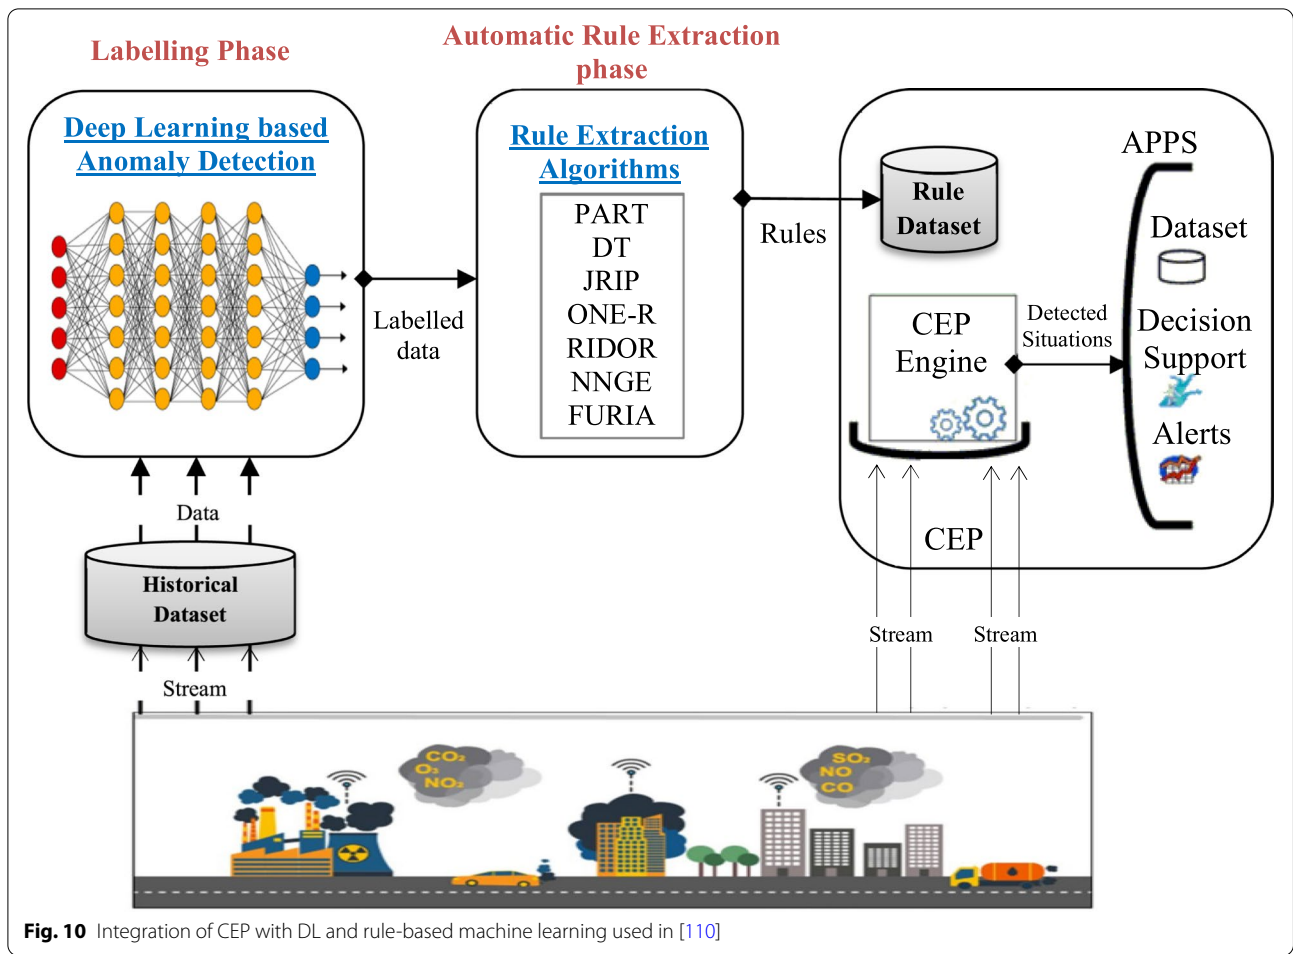 Labelling Phase
Automatic Rule Extraction
phase
Deep Learning based
Anomaly Detection
Labelled
data
Rule Extraction
Algorithms
PART
DT
JRIP
ONE-R
RIDOR
NNGE
FURIA
Rules
Rule
Dataset
CEP
Engine
Detected
Situations
APPS
Dataset
Decision
Support
Alerts
CEP
Data
Historical
Dataset
Stream
Stream
Stream
CO₂
O₃
NO₂
SO₂
NO
CO
Fig. 10 Integration of CEP with DL and rule-based machine learning used in [110]